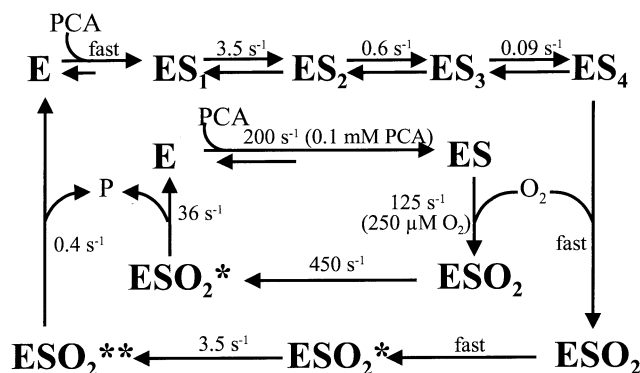 PCA
fast 3.5 s⁻¹ 0.6 s⁻¹ 0.09 s⁻¹
E ES₁ ES₂ ES₃ ES₄
PCA
200 s⁻¹ (0.1 mM PCA)
E ES
P O₂
36 s⁻¹ 125 s⁻¹
(250 µM O₂)
0.4 s⁻¹ fast
450 s⁻¹
ESO₂* ESO₂
3.5 s⁻¹ fast
ESO₂** ESO₂* ESO₂